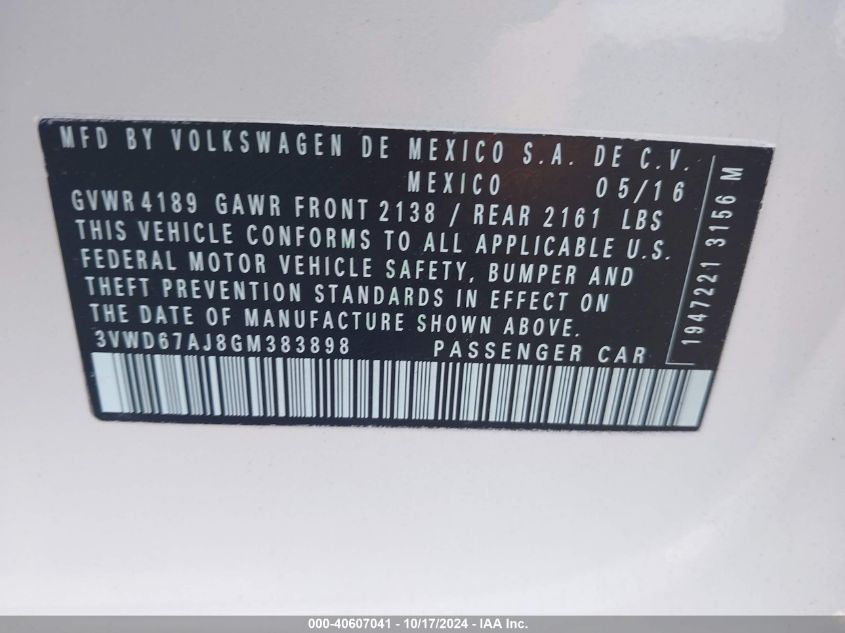 MFD BY VOLKSWAGEN DE MEXICO S.A. DE C.V.
MEXICO 05/16
GVWR 4189 GAWR FRONT 2138 / REAR 2161 LBS
THIS VEHICLE CONFORMS TO ALL APPLICABLE U.S.
FEDERAL MOTOR VEHICLE SAFETY, BUMPER AND
THEFT PREVENTION STANDARDS IN EFFECT ON
THE DATE OF MANUFACTURE SHOWN ABOVE.
3VWD67AJ8GM383898 PASSENGER CAR
1947221 3156 M
000-40607041 - 10/17/2024 - IAA Inc.